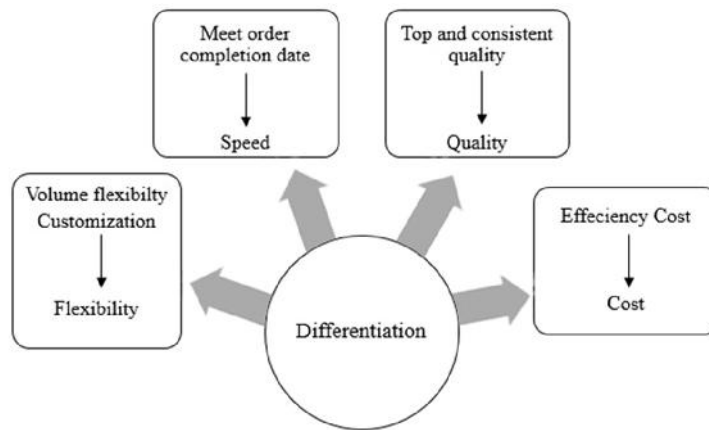 Meet order
completion date
Speed
Top and consistent
quality
Quality
Volume flexibilty
Customization
Flexibility
Effeciency Cost
Cost
Differentiation